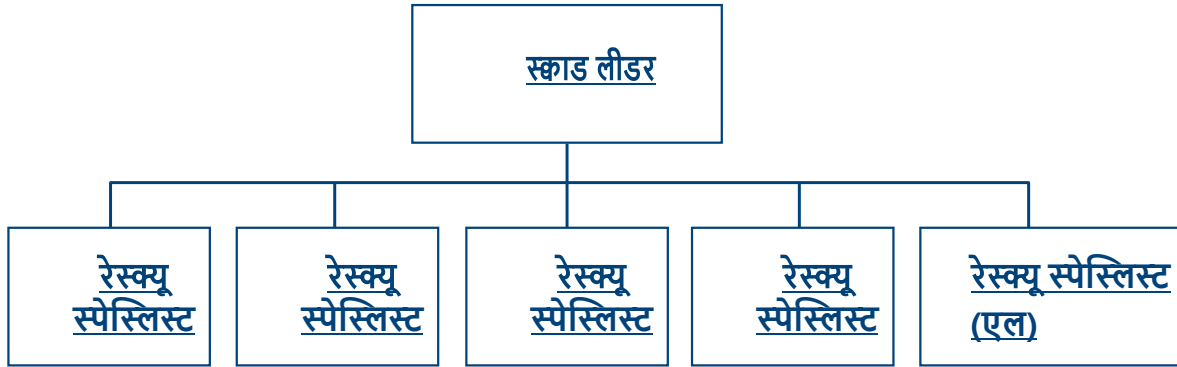 स्क्वाड लीडर
रेस्क्यू
स्पेस्लिस्ट
रेस्क्यू
स्पेस्लिस्ट
रेस्क्यू
स्पेस्लिस्ट
रेस्क्यू
स्पेस्लिस्ट
रेस्क्यू स्पेस्लिस्ट
(एल)